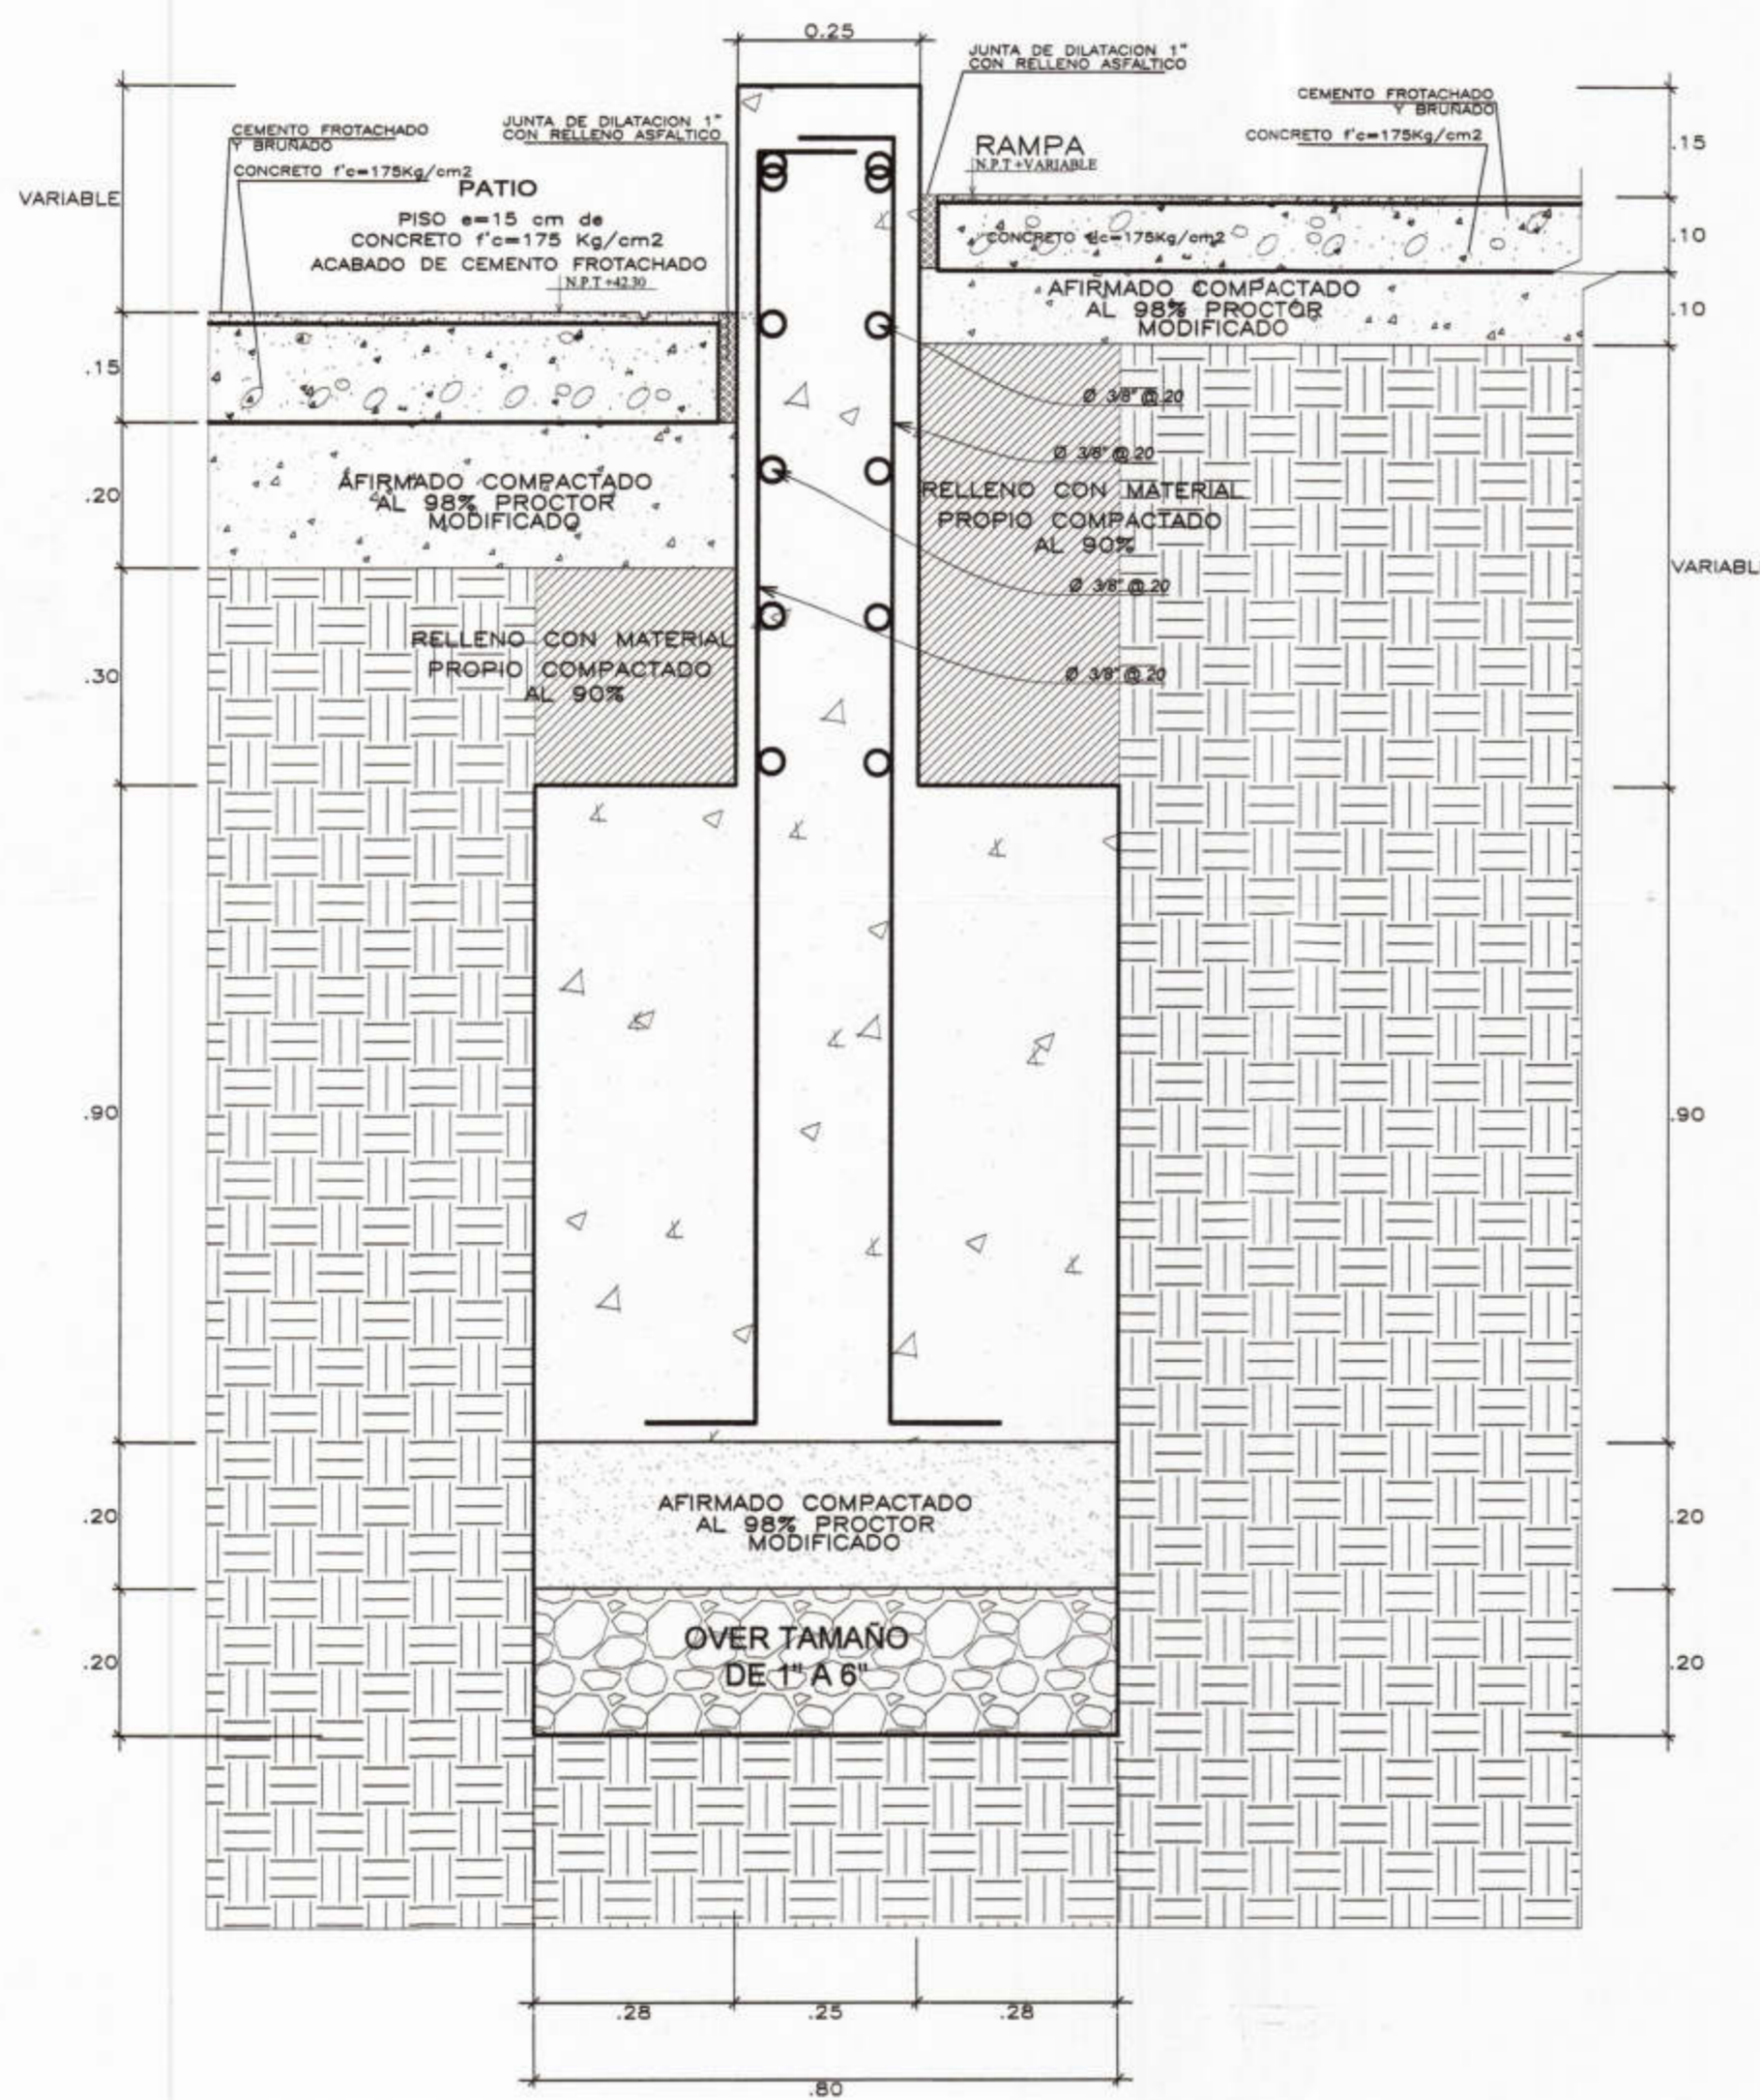 0.25
JUNTA DE DILATACION 1"
CON RELLENO ASFALTICO
CEMENTO FROTACHADO
Y BRUÑADO
CONCRETO f'c=175Kg/cm2
JUNTA DE DILATACION 1"
CON RELLENO ASFALTICO
CEMENTO FROTACHADO
Y BRUÑADO
CONCRETO f'c=175Kg/cm2
RAMPA
N.P.T +VARIABLE
.15
VARIABLE
PATIO
PISO e=15 cm de
CONCRETO f'c=175 Kg/cm2
ACABADO DE CEMENTO FROTACHADO
N.P.T +42.30
CONCRETO f'c=175Kg/cm2
.10
AFIRMADO COMPACTADO
AL 98% PROCTOR
MODIFICADO
.10
.15
Ø 3/8" @.20
Ø 3/8" @.20
AFIRMADO COMPACTADO
AL 98% PROCTOR
MODIFICADO
.20
RELLENO CON MATERIAL
PROPIO COMPACTADO
AL 90%
VARIABL
Ø 3/8" @.20
RELLENO CON MATERIAL
PROPIO COMPACTADO
AL 90%
.30
Ø 3/8" @.20
.90
.90
AFIRMADO COMPACTADO
AL 98% PROCTOR
MODIFICADO
.20
.20
OVER TAMAÑO
DE 1" A 6"
.20
.20
.28
.25
.28
.80